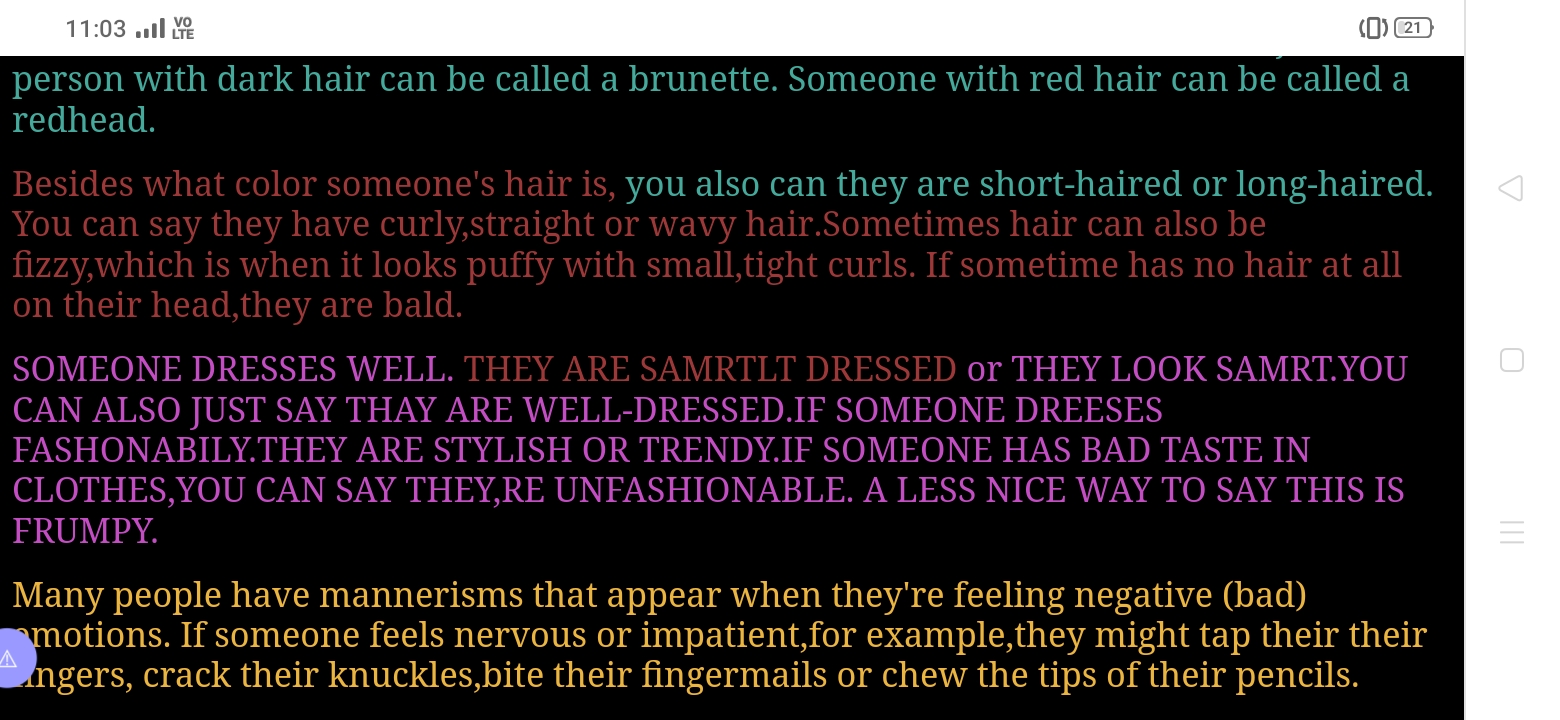 11:03 VO LTE 21
person with dark hair can be called a brunette. Someone with red hair can be called a
redhead.
Besides what color someone's hair is, you also can they are short-haired or long-haired.
You can say they have curly,straight or wavy hair.Sometimes hair can also be
fizzy,which is when it looks puffy with small,tight curls. If sometime has no hair at all
on their head,they are bald.
SOMEONE DRESSES WELL. THEY ARE SAMRTLT DRESSED or THEY LOOK SAMRT.YOU
CAN ALSO JUST SAY THAY ARE WELL-DRESSED.IF SOMEONE DREESES
FASHONABILY.THEY ARE STYLISH OR TRENDY.IF SOMEONE HAS BAD TASTE IN
CLOTHES,YOU CAN SAY THEY,RE UNFASHIONABLE. A LESS NICE WAY TO SAY THIS IS
FRUMPY.
Many people have mannerisms that appear when they're feeling negative (bad)
emotions. If someone feels nervous or impatient,for example,they might tap their their
fingers, crack their knuckles,bite their fingermails or chew the tips of their pencils.